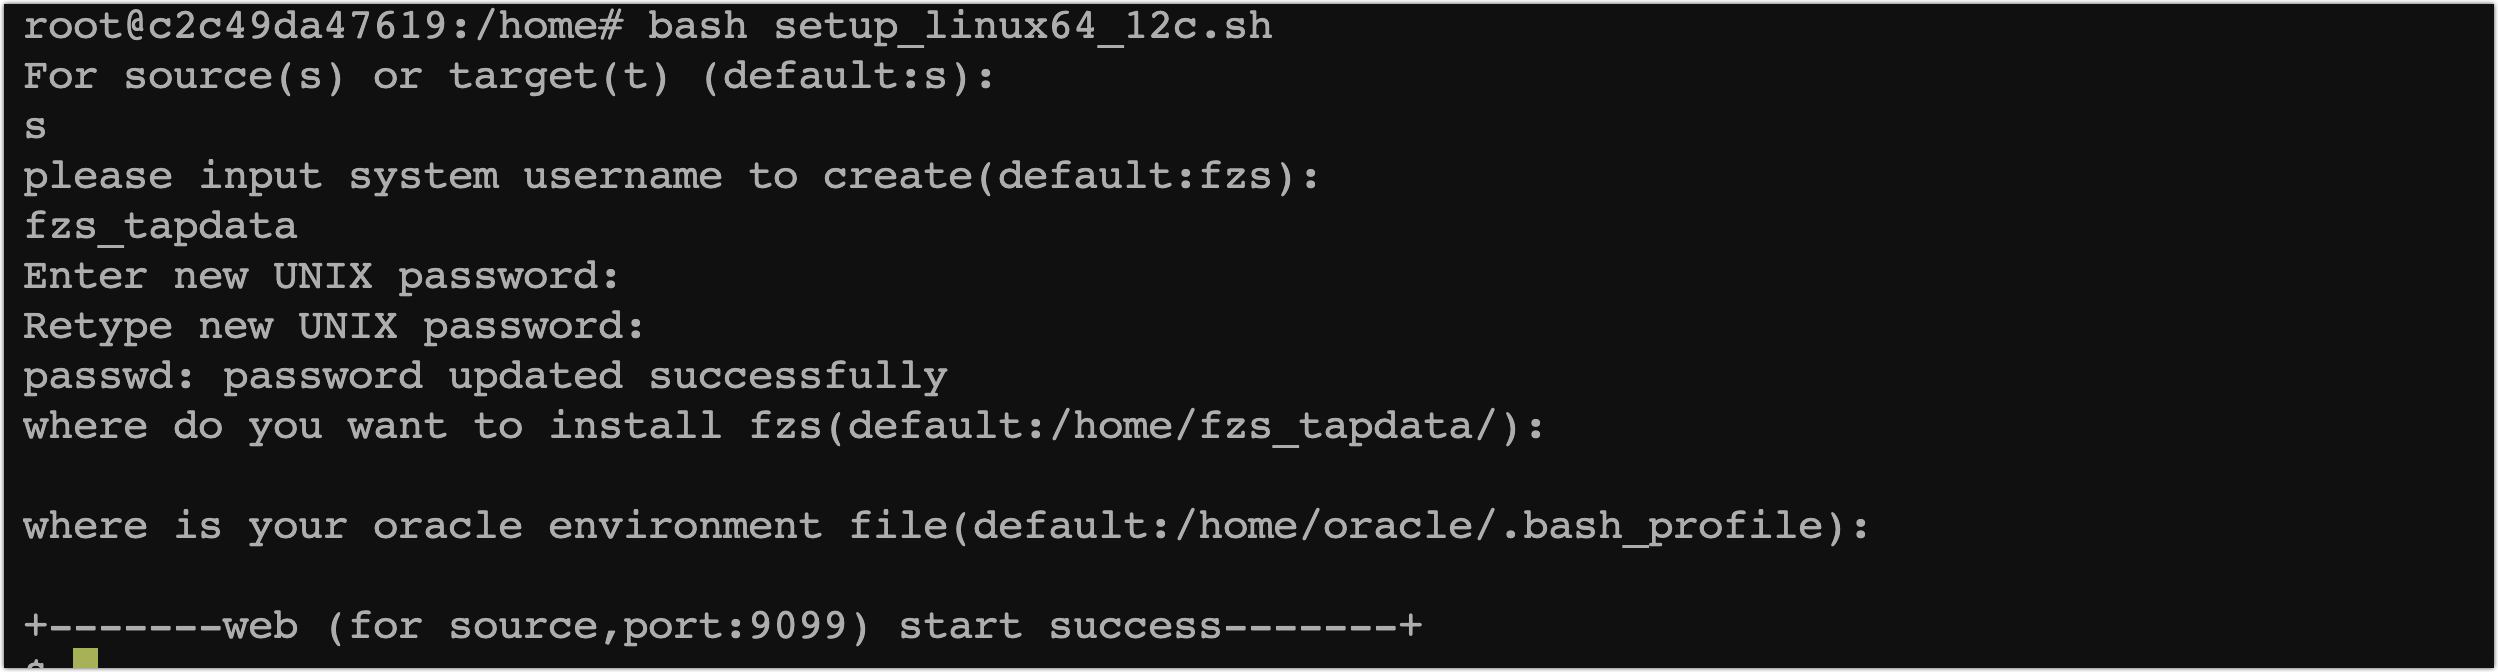 root@c2c49da47619:/home# bash setup_linux64_12c.sh
For source(s) or target(t) (default:s):
s
please input system username to create(default:fzs):
fzs_tapdata
Enter new UNIX password:
Retype new UNIX password:
passwd: password updated successfully
where do you want to install fzs(default:/home/fzs_tapdata/):
where is your oracle environment file(default:/home/oracle/.bash_profile):
+-------web (for source,port:9099) start success-------+